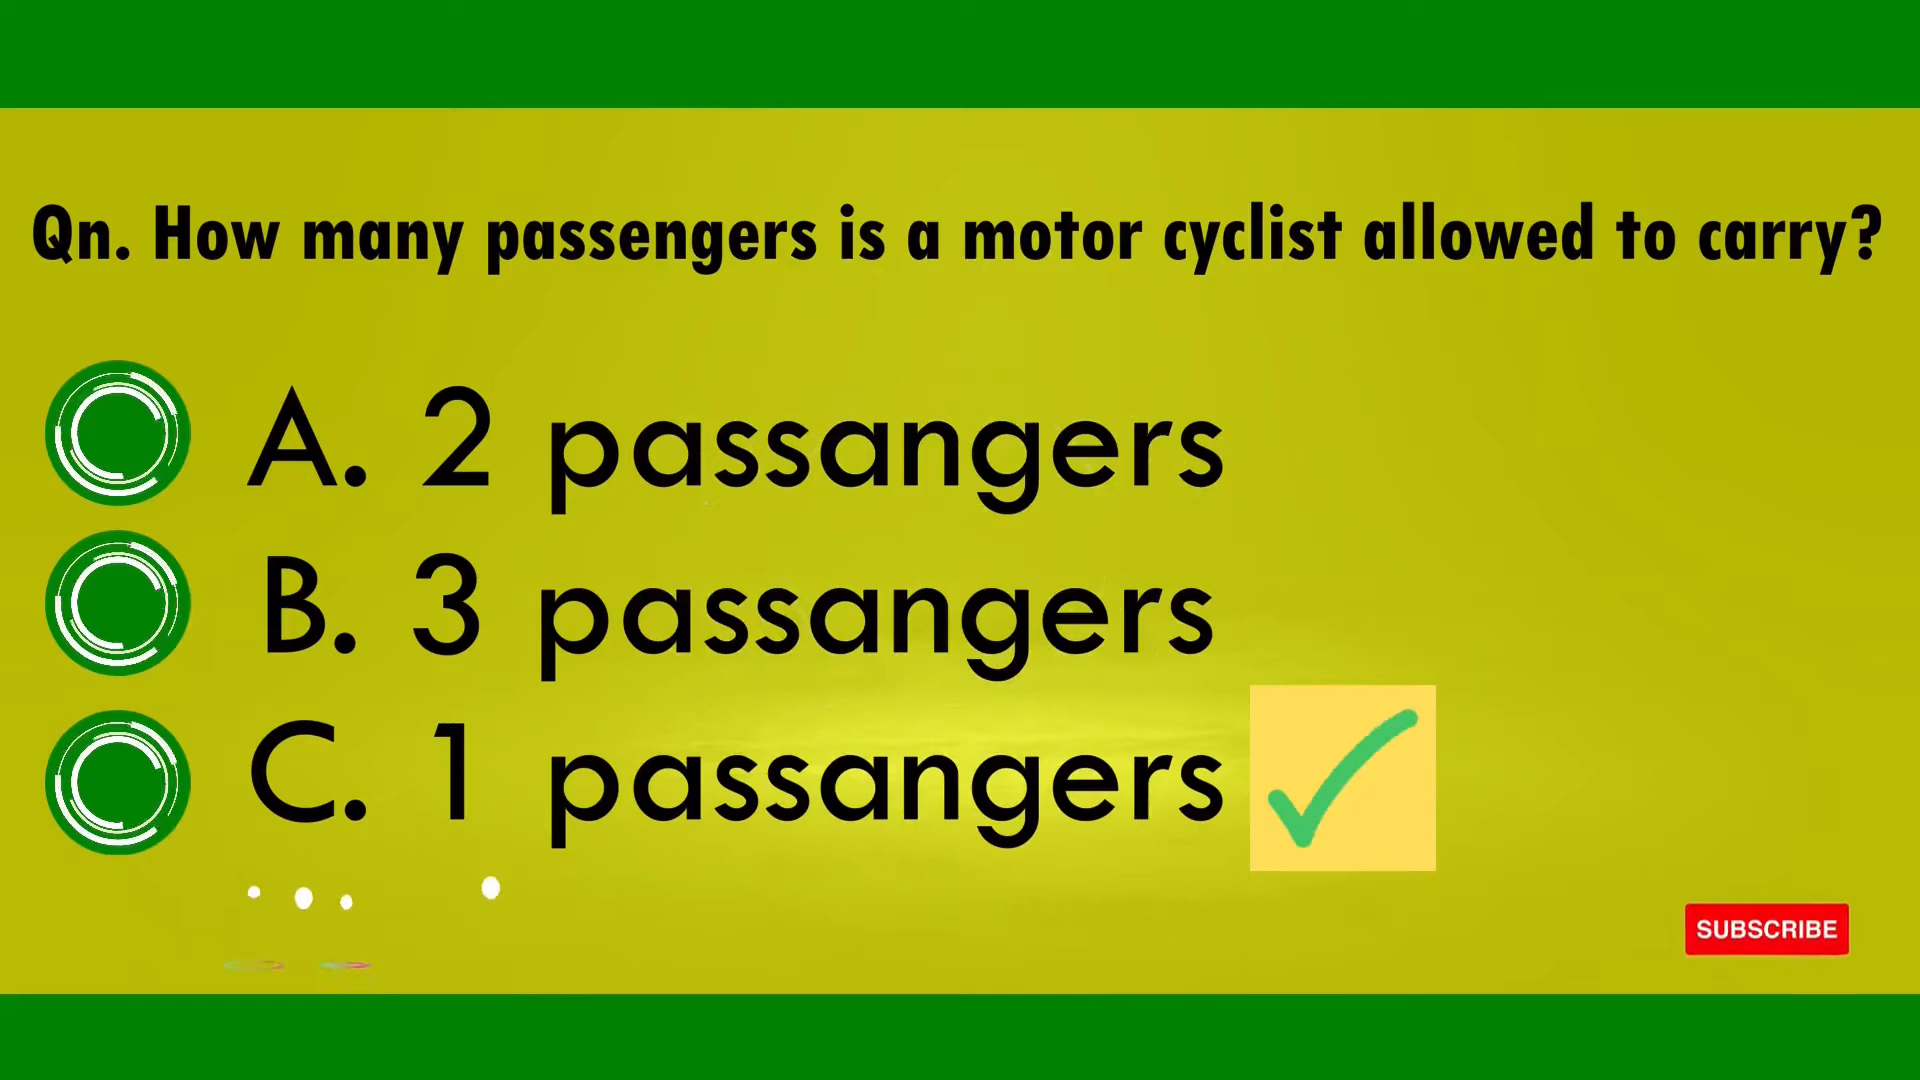 Qn. How many passengers is a motor cyclist allowed to carry?
A. 2 passangers
B. 3 passangers
C. 1 passangers
SUBSCRIBE